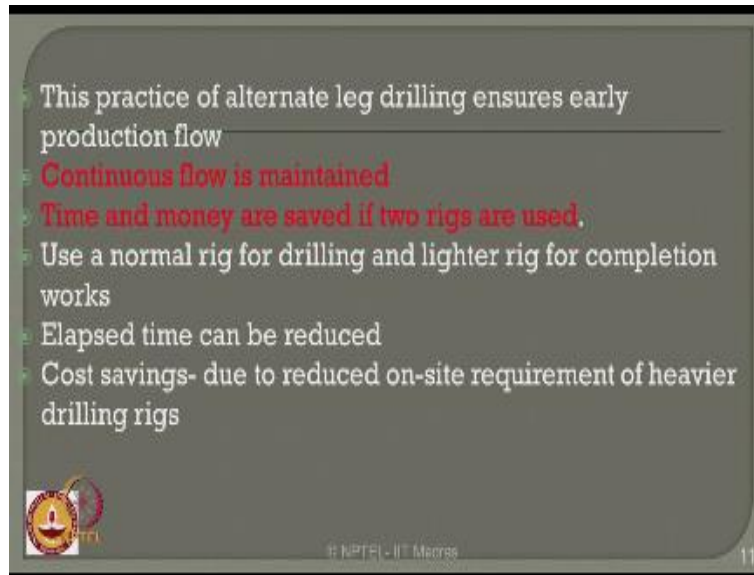 This practice of alternate leg drilling ensures early
production flow
Continuous flow is maintained
Time and money are saved if two rigs are used.
Use a normal rig for drilling and lighter rig for completion
works
Elapsed time can be reduced
Cost savings- due to reduced on-site requirement of heavier
drilling rigs
NPTEL
© NPTEL - IIT Madras
11